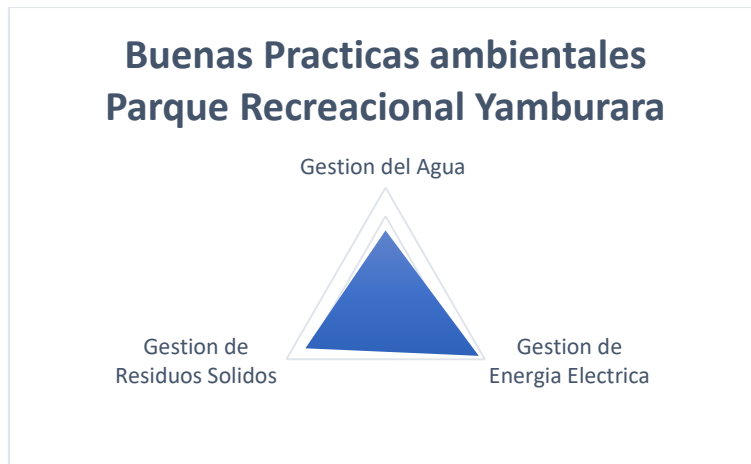 Buenas Practicas ambientales
Parque Recreacional Yamburara
Gestion del Agua
Gestion de
Residuos Solidos
Gestion de
Energia Electrica